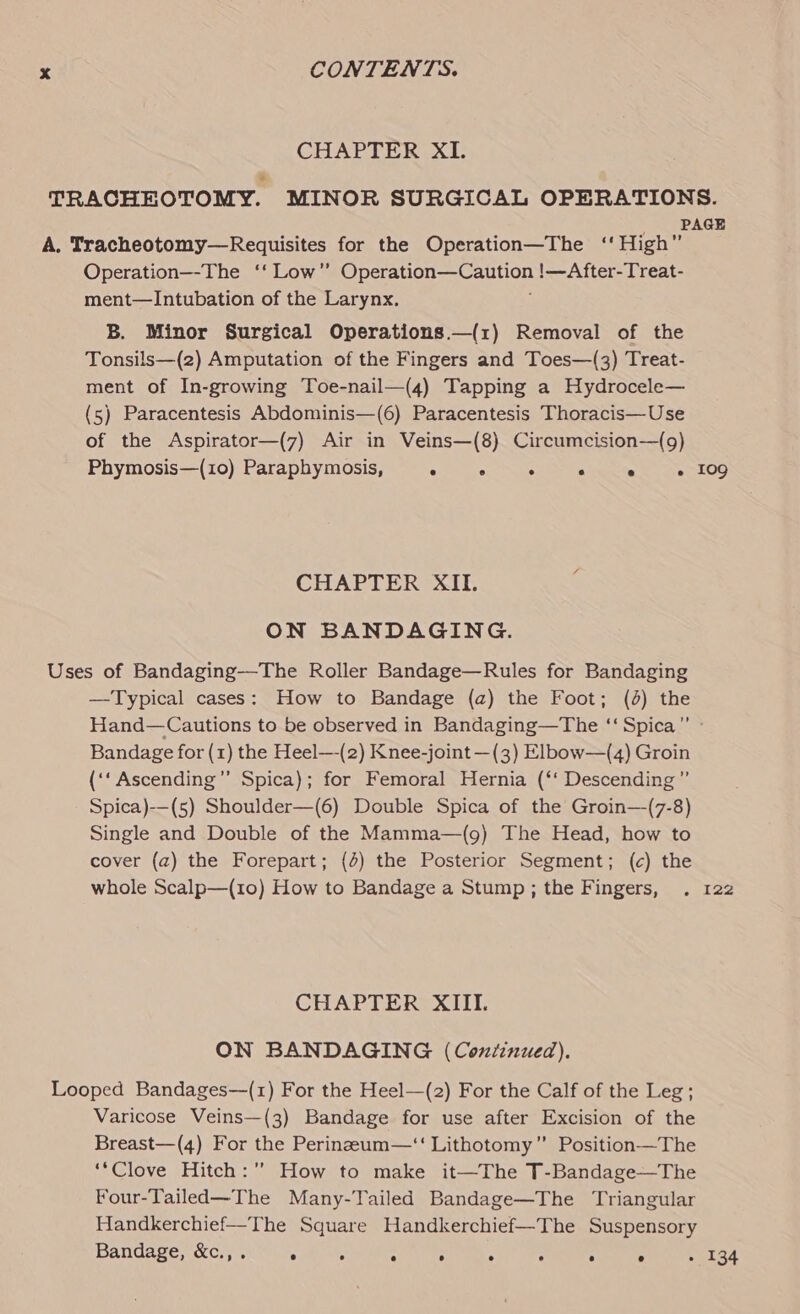 x CONTENTS.
CHAPTER XI.
TRACHEOTOMY. MINOR SURGICAL OPERATIONS.
PAGE
A. Tracheotomy—Requisites for the Operation—The ‘‘High”
Operation—-The ‘‘Low” Operation—Caution!—After-Treat-
ment—Intubation of the Larynx.
B. Minor Surgical Operations.—(1) Removal of the
Tonsils—(2) Amputation of the Fingers and Toes—(3) Treat-
ment of In-growing Toe-nail—(4) Tapping a Hydrocele—
(5) Paracentesis Abdominis—(6) Paracentesis Thoracis—Use
of the Aspirator—(7) Air in Veins—(8) Circumcision—(9)
Phymosis—(10) Paraphymosis, . . . . . . 109
CHAPTER XII.
ON BANDAGING.
Uses of Bandaging—The Roller Bandage—Rules for Bandaging
—Typical cases: How to Bandage (a) the Foot; (b) the
Hand—Cautions to be observed in Bandaging—The ‘‘Spica”
Bandage for (1) the Heel—(2) Knee-joint—(3) Elbow—(4) Groin
(‘‘Ascending” Spica); for Femoral Hernia (‘‘Descending”
Spica)—(5) Shoulder—(6) Double Spica of the Groin—(7-8)
Single and Double of the Mamma—(9) The Head, how to
cover (a) the Forepart; (b) the Posterior Segment; (c) the
whole Scalp—(10) How to Bandage a Stump; the Fingers, . 122
CHAPTER XIII.
ON BANDAGING (Continued).
Looped Bandages—(1) For the Heel—(2) For the Calf of the Leg;
Varicose Veins—(3) Bandage for use after Excision of the
Breast—(4) For the Perinæum—‘‘Lithotomy” Position—The
‘‘Clove Hitch:” How to make it—The T-Bandage—The
Four-Tailed—The Many-Tailed Bandage—The Triangular
Handkerchief—The Square Handkerchief—The Suspensory
Bandage, &c., . . . . . . . . . . 134